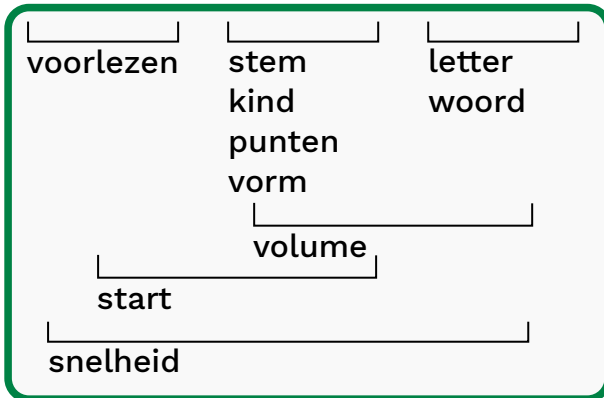 voorlezen stem letter
kind woord
punten
vorm
volume
start
snelheid